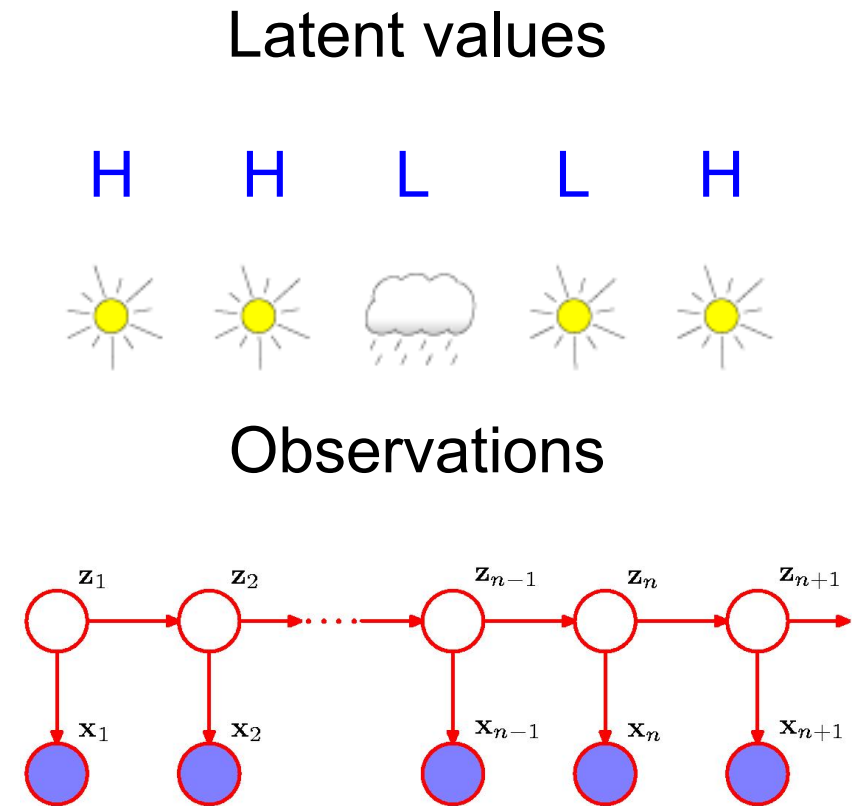 Latent values
H H L L H
Observations
z₁ z₂ zₙ₋₁ zₙ zₙ₊₁
x₁ x₂ xₙ₋₁ xₙ xₙ₊₁